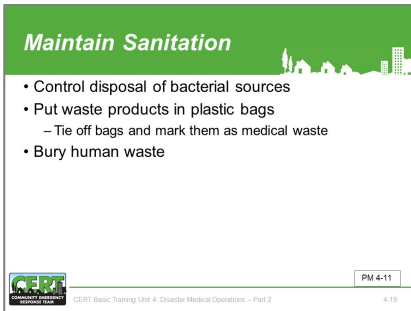 Maintain Sanitation
• Control disposal of bacterial sources
• Put waste products in plastic bags
– Tie off bags and mark them as medical waste
• Bury human waste
PM 4-11
CERT
COMMUNITY EMERGENCY
RESPONSE TEAM
CERT Basic Training Unit 4: Disaster Medical Operations – Part 2
4-19